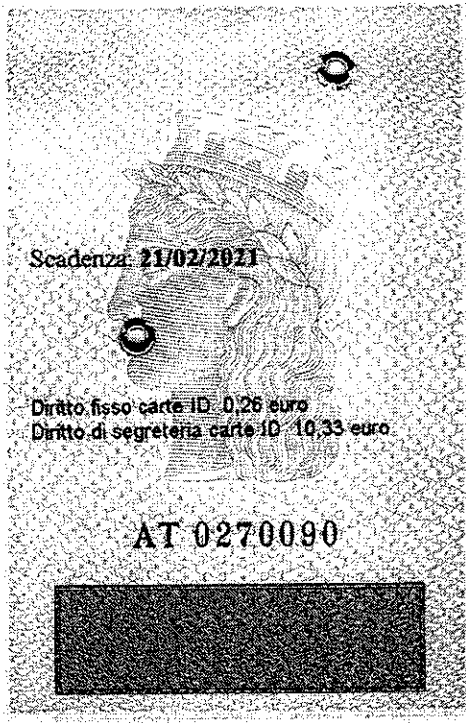 Scadenza: 21/02/2021
Diritto fisso carte ID 0,26 euro
Diritto di segreteria carte ID 10,33 euro
AT 0270090